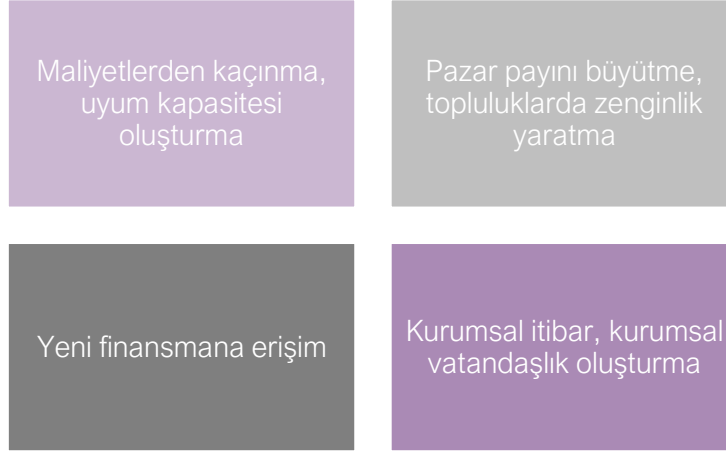 Maliyetlerden kaçınma,
uyum kapasitesi
oluşturma
Pazar payını büyütme,
topluluklarda zenginlik
yaratma
Yeni finansmana erişim
Kurumsal itibar, kurumsal
vatandaşlık oluşturma